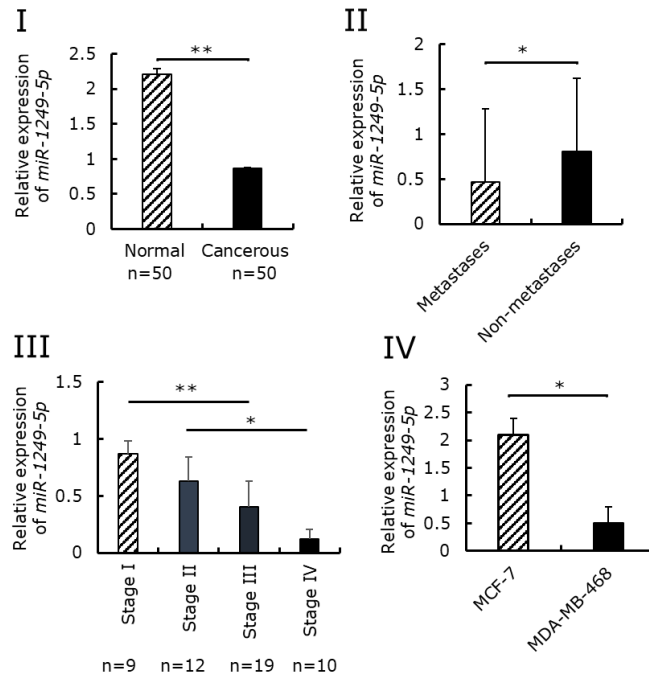 I
Relative expression
of miR-1249-5p
2.5
2
1.5
1
0.5
0
**
Normal
Cancerous
n=50
n=50
II
Relative expression
of miR-1249-5p
2
1.5
1
0.5
0
*
Metastases
Non-metastases
III
Relative expression
of miR-1249-5p
1.5
1
0.5
0
**
*
Stage I
Stage II
Stage III
Stage IV
n=9
n=12
n=19
n=10
IV
Relative expression
of miR-1249-5p
3
2.5
2
1.5
1
0.5
0
*
MCF-7
MDA-MB-468